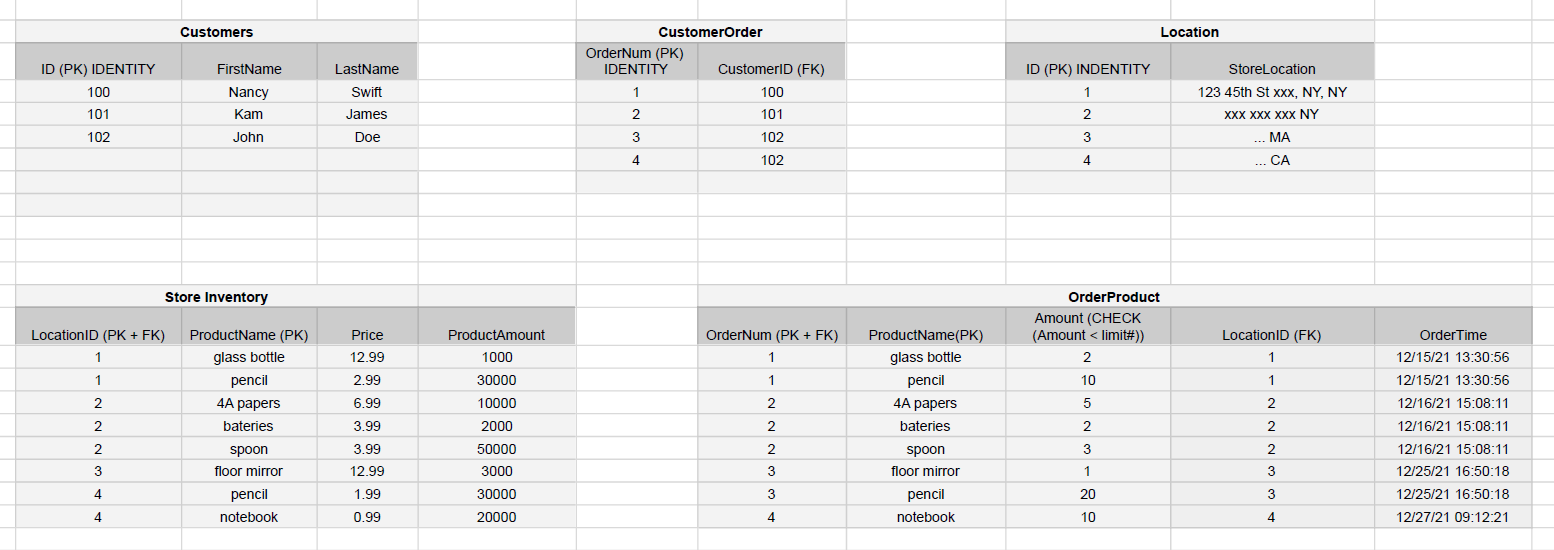 Customers CustomerOrder Location
ID (PK) IDENTITY FirstName LastName OrderNum (PK) IDENTITY CustomerID (FK) ID (PK) INDENTITY StoreLocation
100 Nancy Swift 1 100 1 123 45th St xxx, NY, NY
101 Kam James 2 101 2 xxx xxx xxx NY
102 John Doe 3 102 3 ... MA
4 102 4 ... CA
Store Inventory OrderProduct
LocationID (PK + FK) ProductName (PK) Price ProductAmount OrderNum (PK + FK) ProductName(PK) Amount (CHECK (Amount < limit#)) LocationID (FK) OrderTime
1 glass bottle 12.99 1000 1 glass bottle 2 1 12/15/21 13:30:56
1 pencil 2.99 30000 1 pencil 10 1 12/15/21 13:30:56
2 4A papers 6.99 10000 2 4A papers 5 2 12/16/21 15:08:11
2 bateries 3.99 2000 2 bateries 2 2 12/16/21 15:08:11
2 spoon 3.99 50000 2 spoon 3 2 12/16/21 15:08:11
3 floor mirror 12.99 3000 3 floor mirror 1 3 12/25/21 16:50:18
4 pencil 1.99 30000 3 pencil 20 3 12/25/21 16:50:18
4 notebook 0.99 20000 4 notebook 10 4 12/27/21 09:12:21